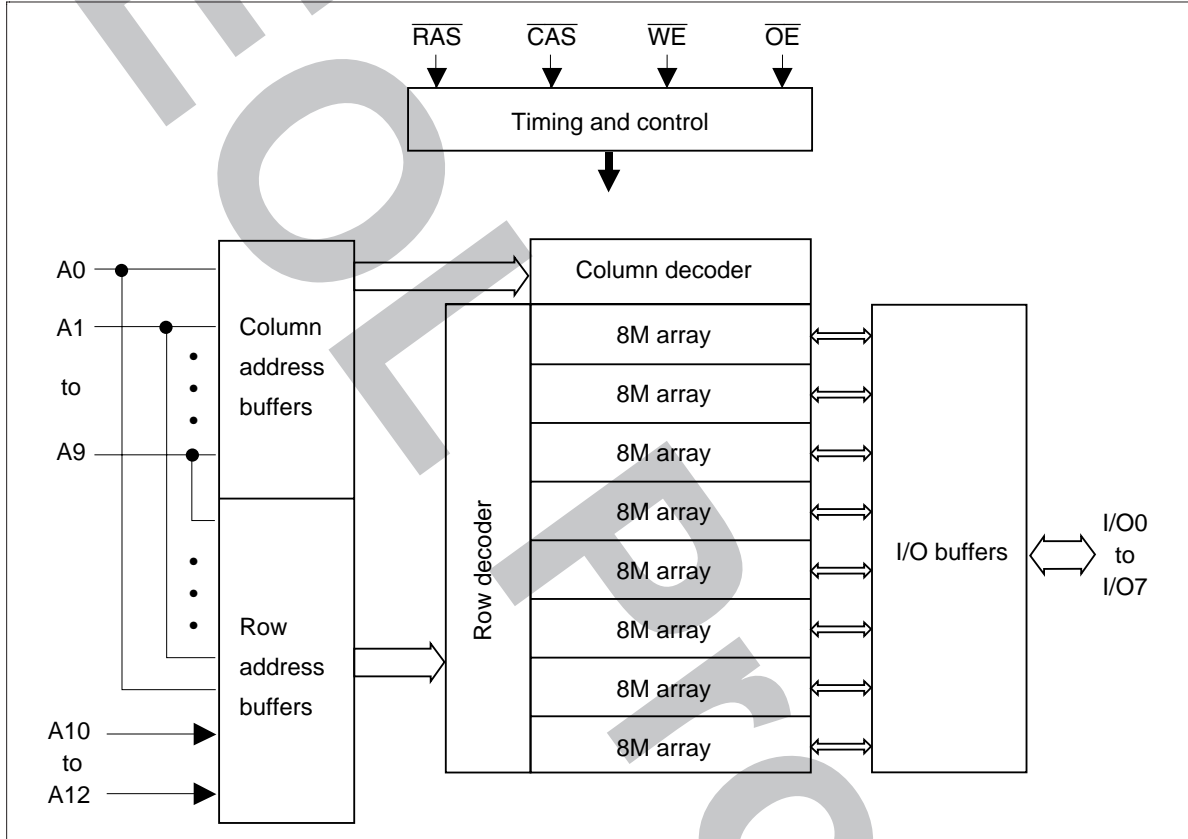 RAS CAS WE OE
Timing and control
A0
A1
to
A9
A10
to
A12
Column
address
buffers
Row
address
buffers
Column decoder
Row decoder
8M array
8M array
8M array
8M array
8M array
8M array
8M array
8M array
I/O buffers
I/O0
to
I/O7